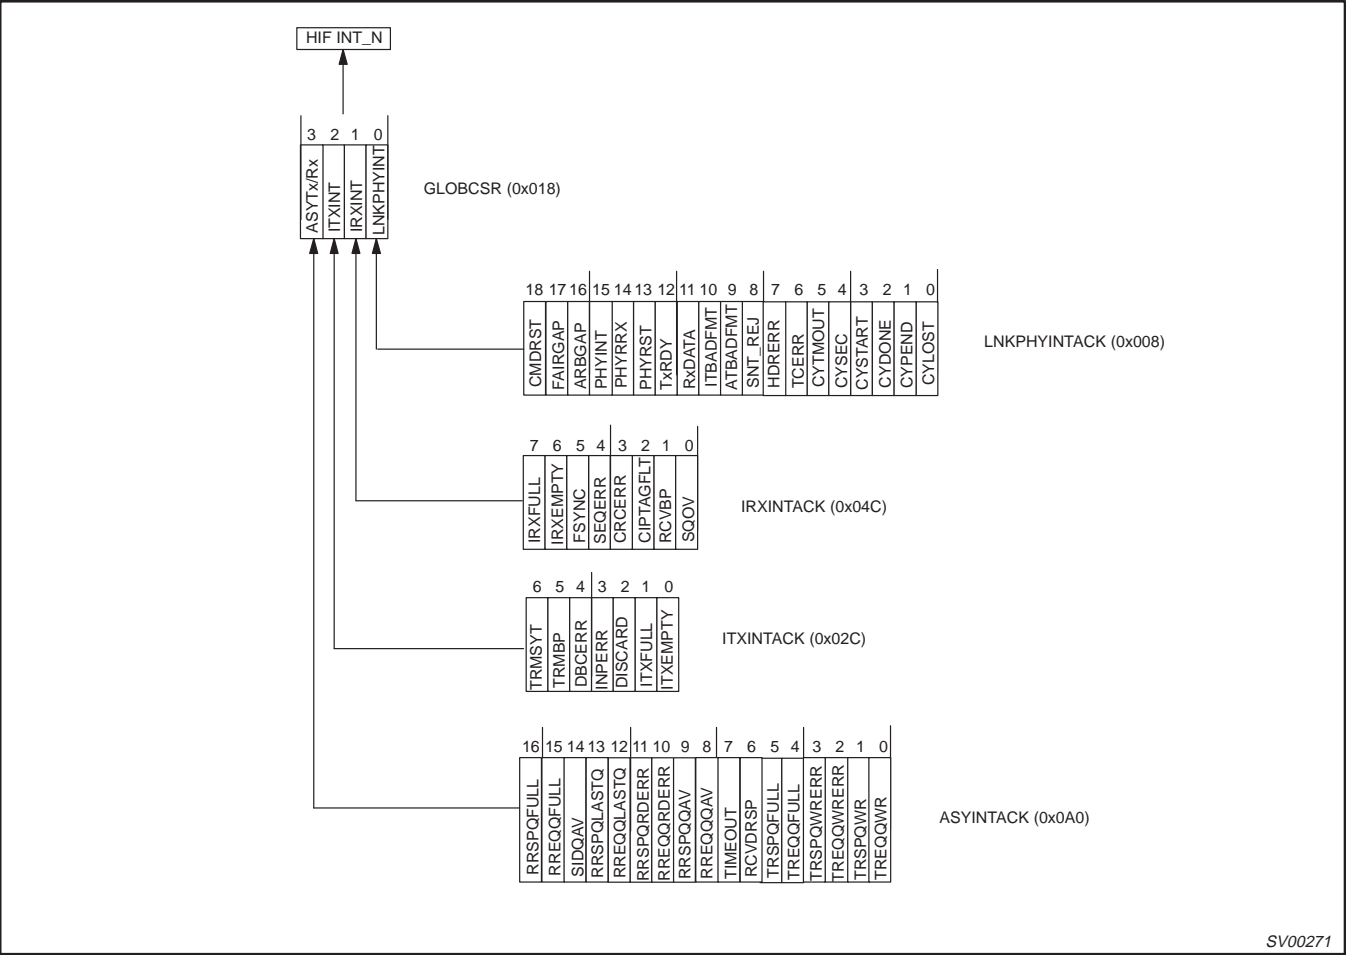 HIF INT_N
3 2 1 0
ASYTx/Rx
ITXINT
IRXINT
LNKPHYINT
GLOBCSR (0x018)
18 17 16 15 14 13 12 11 10 9 8 7 6 5 4 3 2 1 0
CMDRST
FAIRGAP
ARBGAP
PHYINT
PHYRRX
PHYRST
TxRDY
RxDATA
ITBADFMT
ATBADFMT
SNT_REJ
HDRERR
TCERR
CYTMOUT
CYSEC
CYSTART
CYDONE
CYPEND
CYLOST
LNKPHYINTACK (0x008)
7 6 5 4 3 2 1 0
IRXFULL
IRXEMPTY
FSYNC
SEQERR
CRCERR
CIPTAGFLT
RCVBP
SQOV
IRXINTACK (0x04C)
6 5 4 3 2 1 0
TRMSYT
TRMBP
DBCERR
INPERR
DISCARD
ITXFULL
ITXEMPTY
ITXINTACK (0x02C)
16 15 14 13 12 11 10 9 8 7 6 5 4 3 2 1 0
RRSPQFULL
RREQQFULL
SIDQAV
RRSPQLASTQ
RREQQLASTQ
RRSPQRDERR
RREQQRDERR
RRSPQQAV
RREQQQAV
TIMEOUT
RCVDRSP
TRSPQFULL
TREQQFULL
TRSPQWRERR
TREQQWRERR
TRSPQWR
TREQQWR
ASYINTACK (0x0A0)
SV00271